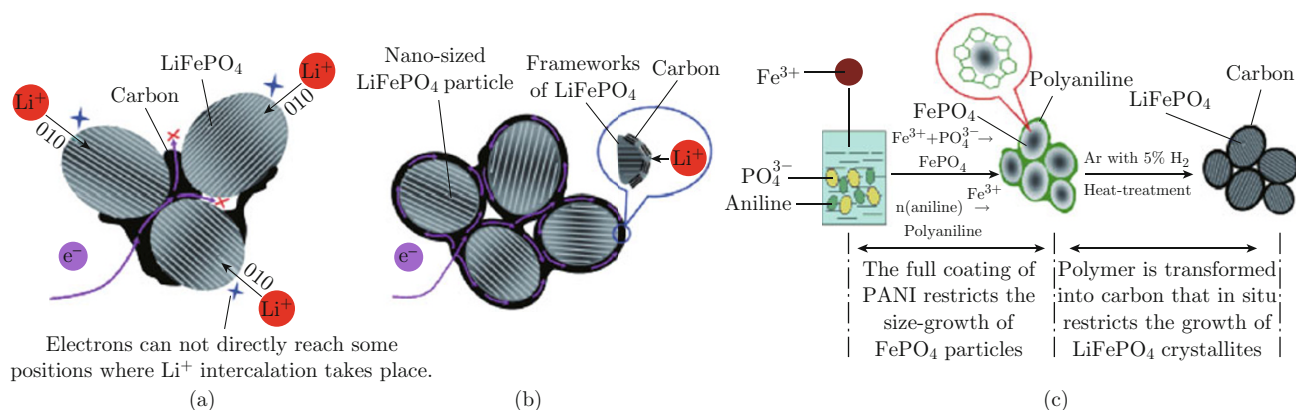 LiFePO₄
Carbon
Li⁺
010
Li⁺
010
e⁻
010
Li⁺
Electrons can not directly reach some
positions where Li⁺ intercalation takes place.
(a)
Nano-sized
LiFePO₄ particle
Frameworks
of LiFePO₄
Carbon
Li⁺
e⁻
(b)
Fe³⁺
PO₄³⁻
Aniline
Fe³⁺+PO₄³⁻→
FePO₄
n(aniline) Fe³⁺→
Polyaniline
FePO₄
Polyaniline
Ar with 5% H₂
Heat-treatment
LiFePO₄
Carbon
The full coating of
PANI restricts the
size-growth of
FePO₄ particles
Polymer is transformed
into carbon that in situ
restricts the growth of
LiFePO₄ crystallites
(c)